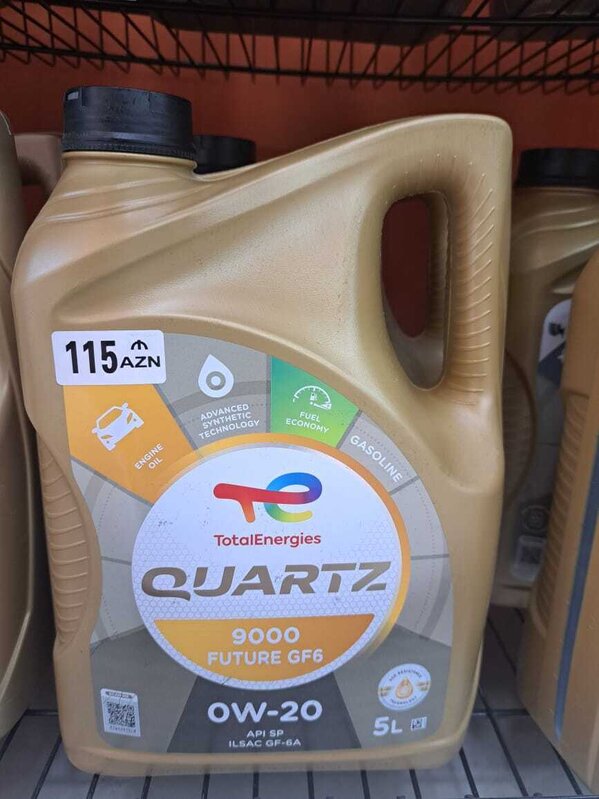 115 ₼ AZN
ADVANCED
SYNTHETIC
TECHNOLOGY
FUEL
ECONOMY
ENGINE
OIL
GASOLINE
TotalEnergies
QUARTZ
9000
FUTURE GF6
0W-20
API SP
ILSAC GF-6A
5L